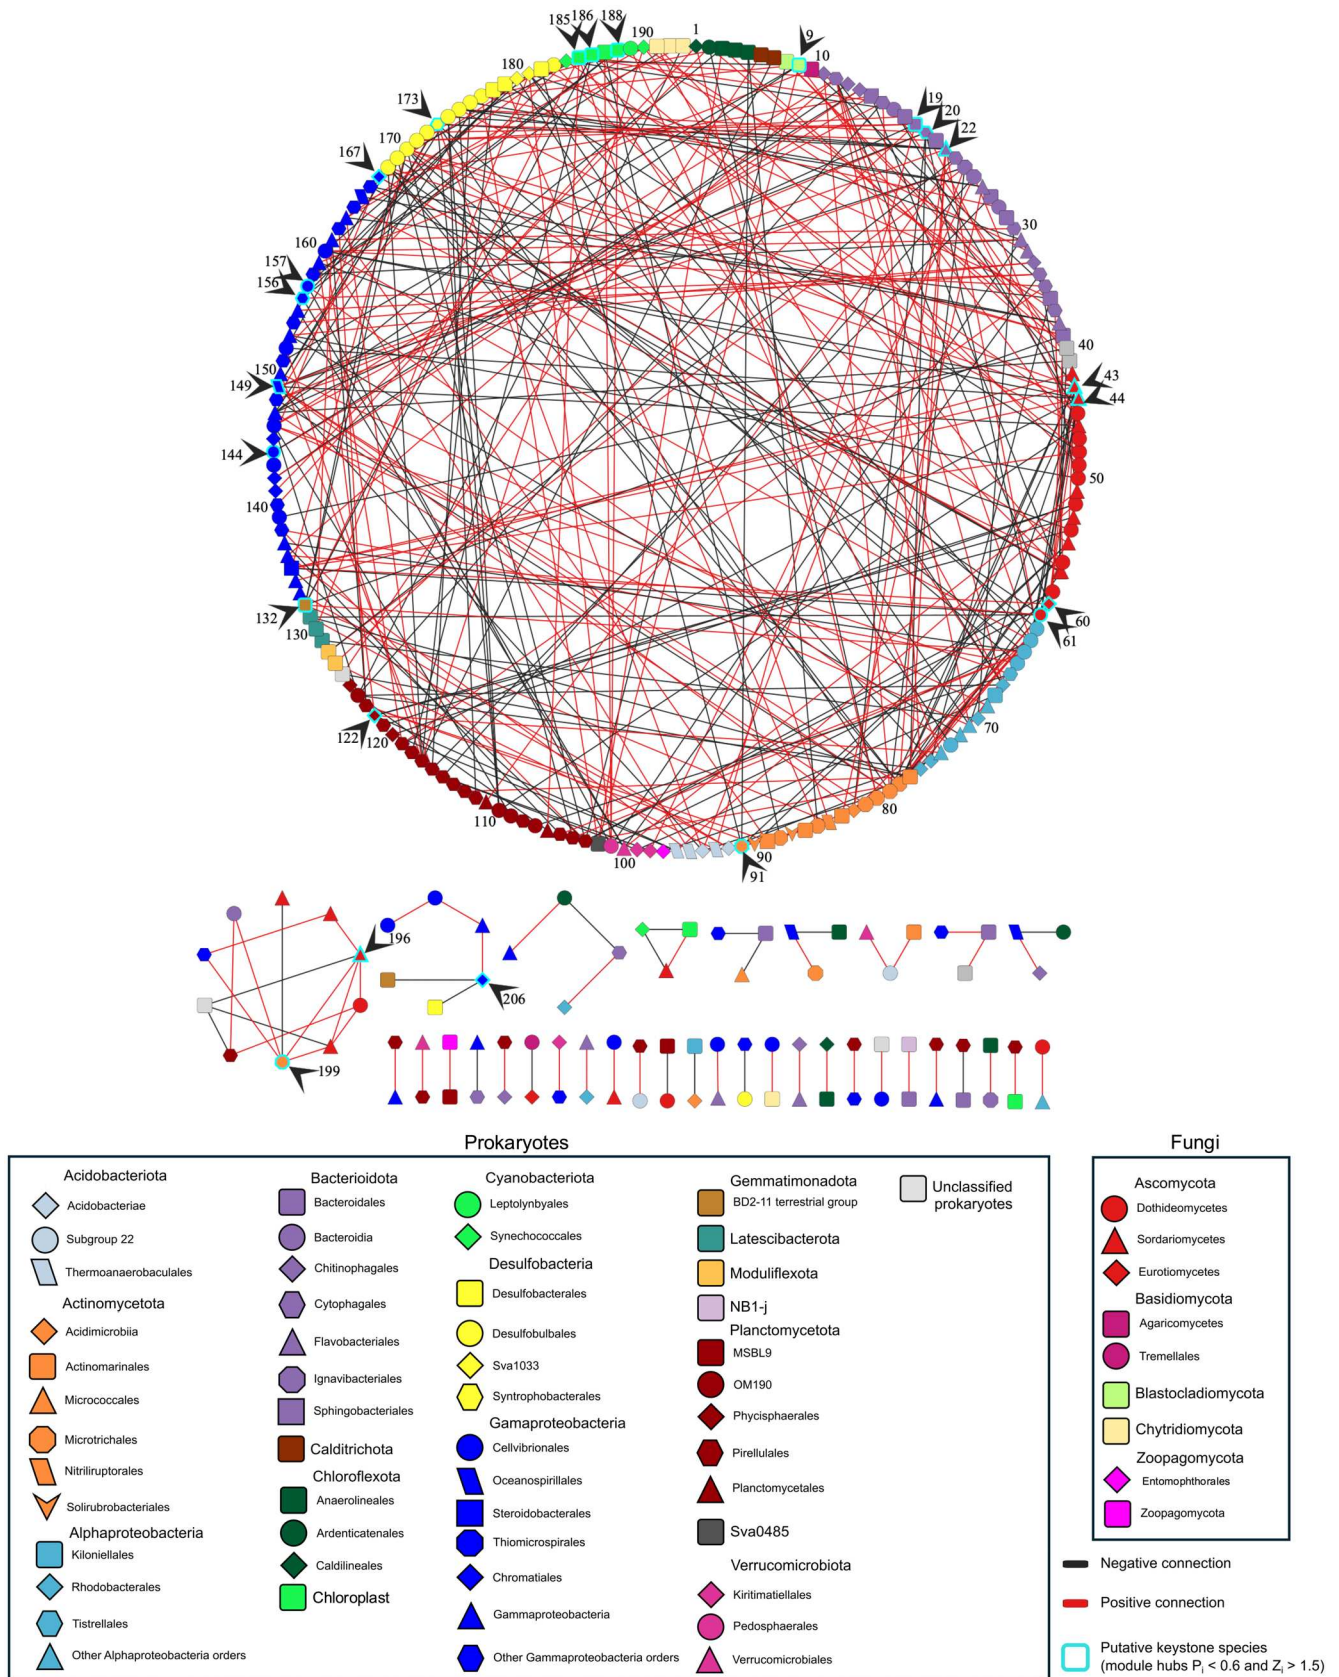 185
186
188
190
1
9
10
180
19
20
22
173
170
167
30
160
157
156
40
43
44
150
149
50
144
140
132
130
60
61
70
122
120
80
110
100
90
91
196
206
199
Prokaryotes
Acidobacteriota
Acidobacteriae
Subgroup 22
Thermoanaerobaculales
Actinomycetota
Acidimicrobiia
Actinomarinales
Micrococcales
Microtrichales
Nitriliruptorales
Solirubrobacteriales
Alphaproteobacteria
Kiloniellales
Rhodobacterales
Tistrellales
Other Alphaproteobacteria orders
Bacterioidota
Bacteroidales
Bacteroidia
Chitinophagales
Cytophagales
Flavobacteriales
Ignavibacteriales
Sphingobacteriales
Calditrichota
Chloroflexota
Anaerolineales
Ardenticatenales
Caldilineales
Chloroplast
Cyanobacteriota
Leptolynbyales
Synechococcales
Desulfobacteria
Desulfobacterales
Desulfobulbales
Sva1033
Syntrophobacterales
Gamaproteobacteria
Cellvibrionales
Oceanospirillales
Steroidobacterales
Thiomicrospirales
Chromatiales
Gammaproteobacteria
Other Gammaproteobacteria orders
Gemmatimonadota
BD2-11 terrestrial group
Latescibacterota
Moduliflexota
NB1-j
Planctomycetota
MSBL9
OM190
Phycisphaerales
Pirellulales
Planctomycetales
Sva0485
Verrucomicrobiota
Kiritimatiellales
Pedosphaerales
Verrucomicrobiales
Unclassified
prokaryotes
Fungi
Ascomycota
Dothideomycetes
Sordariomycetes
Eurotiomycetes
Basidiomycota
Agaricomycetes
Tremellales
Blastocladiomycota
Chytridiomycota
Zoopagomycota
Entomophthorales
Zoopagomycota
Negative connection
Positive connection
Putative keystone species
(module hubs Pi < 0.6 and Zi > 1.5)